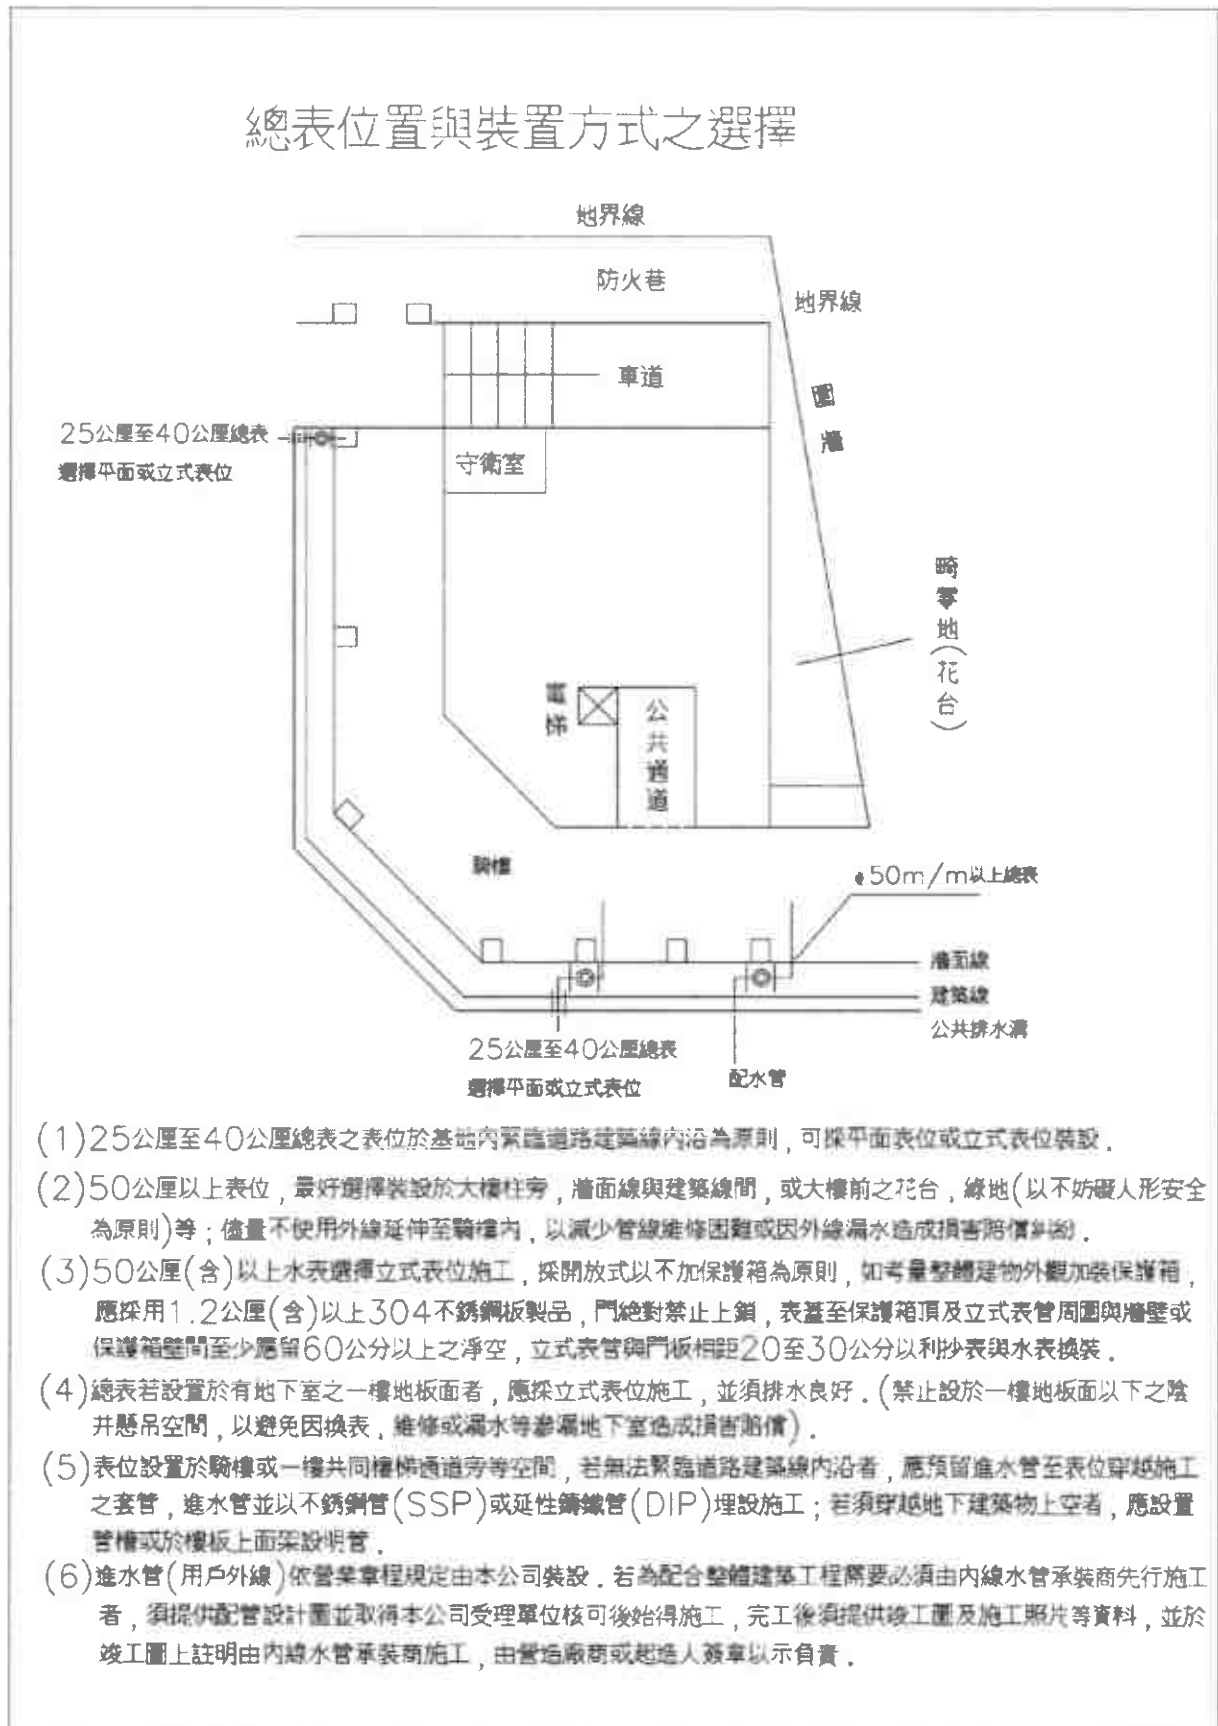 總表位置與裝置方式之選擇
地界線
防火巷
地界線
車道
圍牆
25公厘至40公厘總表
選擇平面或立式表位
守衛室
畸零地(花台)
電梯
公共通道
騎樓
50m/m以上總表
牆面線
建築線
公共排水溝
25公厘至40公厘總表
選擇平面或立式表位
配水管
(1)25公厘至40公厘總表之表位於基地內緊臨道路建築線內沿為原則，可採平面表位或立式表位裝設．
(2)50公厘以上表位，最好選擇裝設於大樓柱旁，牆面線與建築線間，或大樓前之花台，綠地(以不妨礙人形安全
為原則)等；儘量不使用外線延伸至騎樓內，以減少管線維修困難或因外線漏水造成損害賠償糾紛．
(3)50公厘(含)以上水表選擇立式表位施工，採開放式以不加保護箱為原則，如考量整體建物外觀加裝保護箱，
應採用1.2公厘(含)以上304不銹鋼板製品，門絕對禁止上鎖，表蓋至保護箱頂及立式表管周圍與牆壁或
保護箱壁間至少應留60公分以上之淨空，立式表管與門板相距20至30公分以利抄表與水表換裝．
(4)總表若設置於有地下室之一樓地板面者，應採立式表位施工，並須排水良好．(禁止設於一樓地板面以下之陰
井懸吊空間，以避免因換表，維修或漏水等滲漏地下室造成損害賠償)．
(5)表位設置於騎樓或一樓共同樓梯通道旁等空間，若無法緊臨道路建築線內沿者，應預留進水管至表位穿越施工
之套管，進水管並以不銹鋼管(SSP)或延性鑄鐵管(DIP)埋設施工；若須穿越地下建築物上空者，應設置
管槽或於樓板上面架設明管．
(6)進水管(用戶外線)依營業章程規定由本公司裝設．若為配合整體建築工程需要必須由內線水管承裝商先行施工
者，須提供配管設計圖並取得本公司受理單位核可後始得施工，完工後須提供竣工圖及施工照片等資料，並於
竣工圖上註明由內線水管承裝商施工，由營造廠商或起造人簽章以示負責．